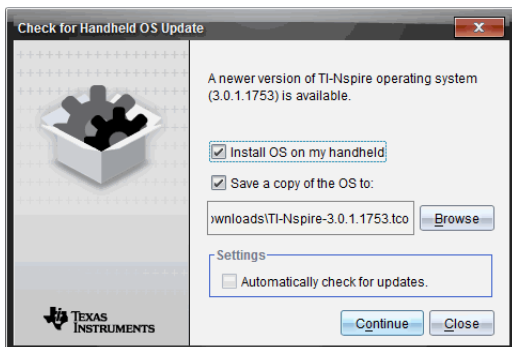 Check for Handheld OS Update
A newer version of TI-Nspire operating system
(3.0.1.1753) is available.
Install OS on my handheld
Save a copy of the OS to:
wnloads\TI-Nspire-3.0.1.1753.tco
Browse
Settings
Automatically check for updates.
TEXAS
INSTRUMENTS
Continue
Close